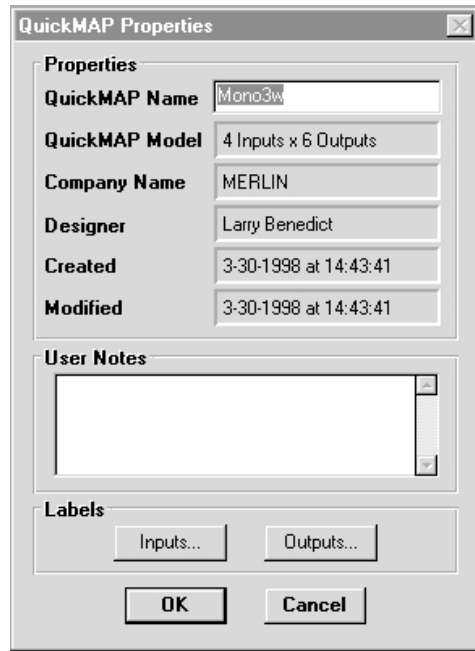 QuickMAP Properties
Properties
QuickMAP Name Mono3w
QuickMAP Model 4 Inputs x 6 Outputs
Company Name MERLIN
Designer Larry Benedict
Created 3-30-1998 at 14:43:41
Modified 3-30-1998 at 14:43:41
User Notes
Labels
Inputs... Outputs...
OK Cancel